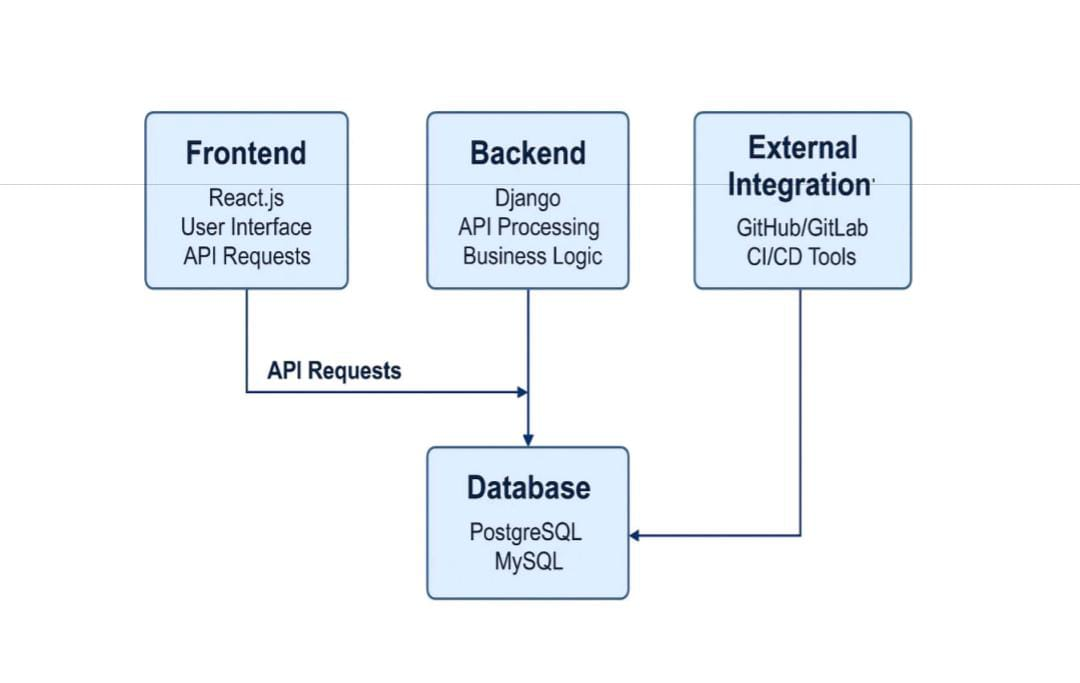 Frontend
React.js
User Interface
API Requests
Backend
Django
API Processing
Business Logic
External
Integration
GitHub/GitLab
CI/CD Tools
API Requests
Database
PostgreSQL
MySQL